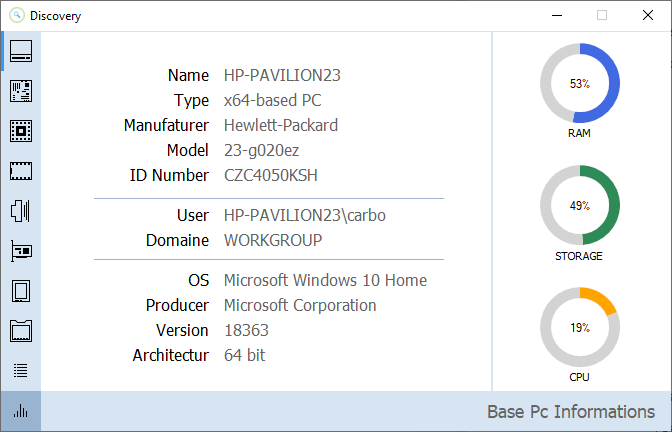 Discovery
Name HP-PAVILION23
Type x64-based PC
Manufaturer Hewlett-Packard
Model 23-g020ez
ID Number CZC4050KSH
User HP-PAVILION23\carbo
Domaine WORKGROUP
OS Microsoft Windows 10 Home
Producer Microsoft Corporation
Version 18363
Architectur 64 bit
53%
RAM
49%
STORAGE
19%
CPU
Base Pc Informations